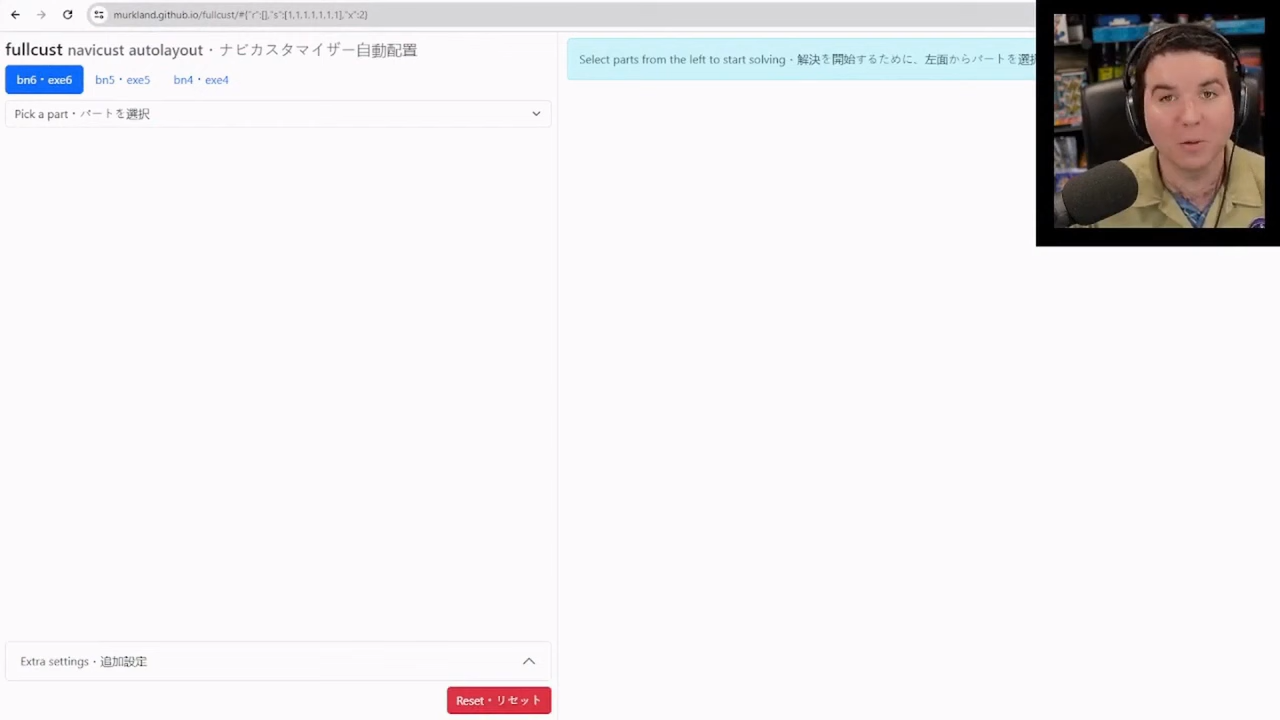 murkland.github.io/fullcust/#{"r":[],"s":[1,1,1,1,1,1,1],"x":2}
fullcust navicust autolayout・ナビカスタマイザー自動配置
bn6・exe6 bn5・exe5 bn4・exe4
Pick a part・パートを選択
Select parts from the left to start solving・解決を開始するために、左面からパートを選択
Extra settings・追加設定
Reset・リセット